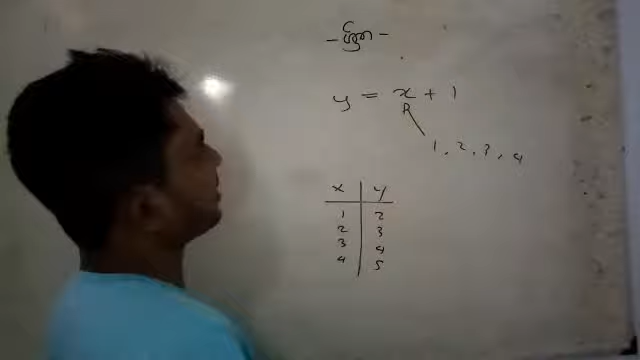 y = x + 1
1, 2, 3, 4
x y
1 2
2 3
3 4
4 5